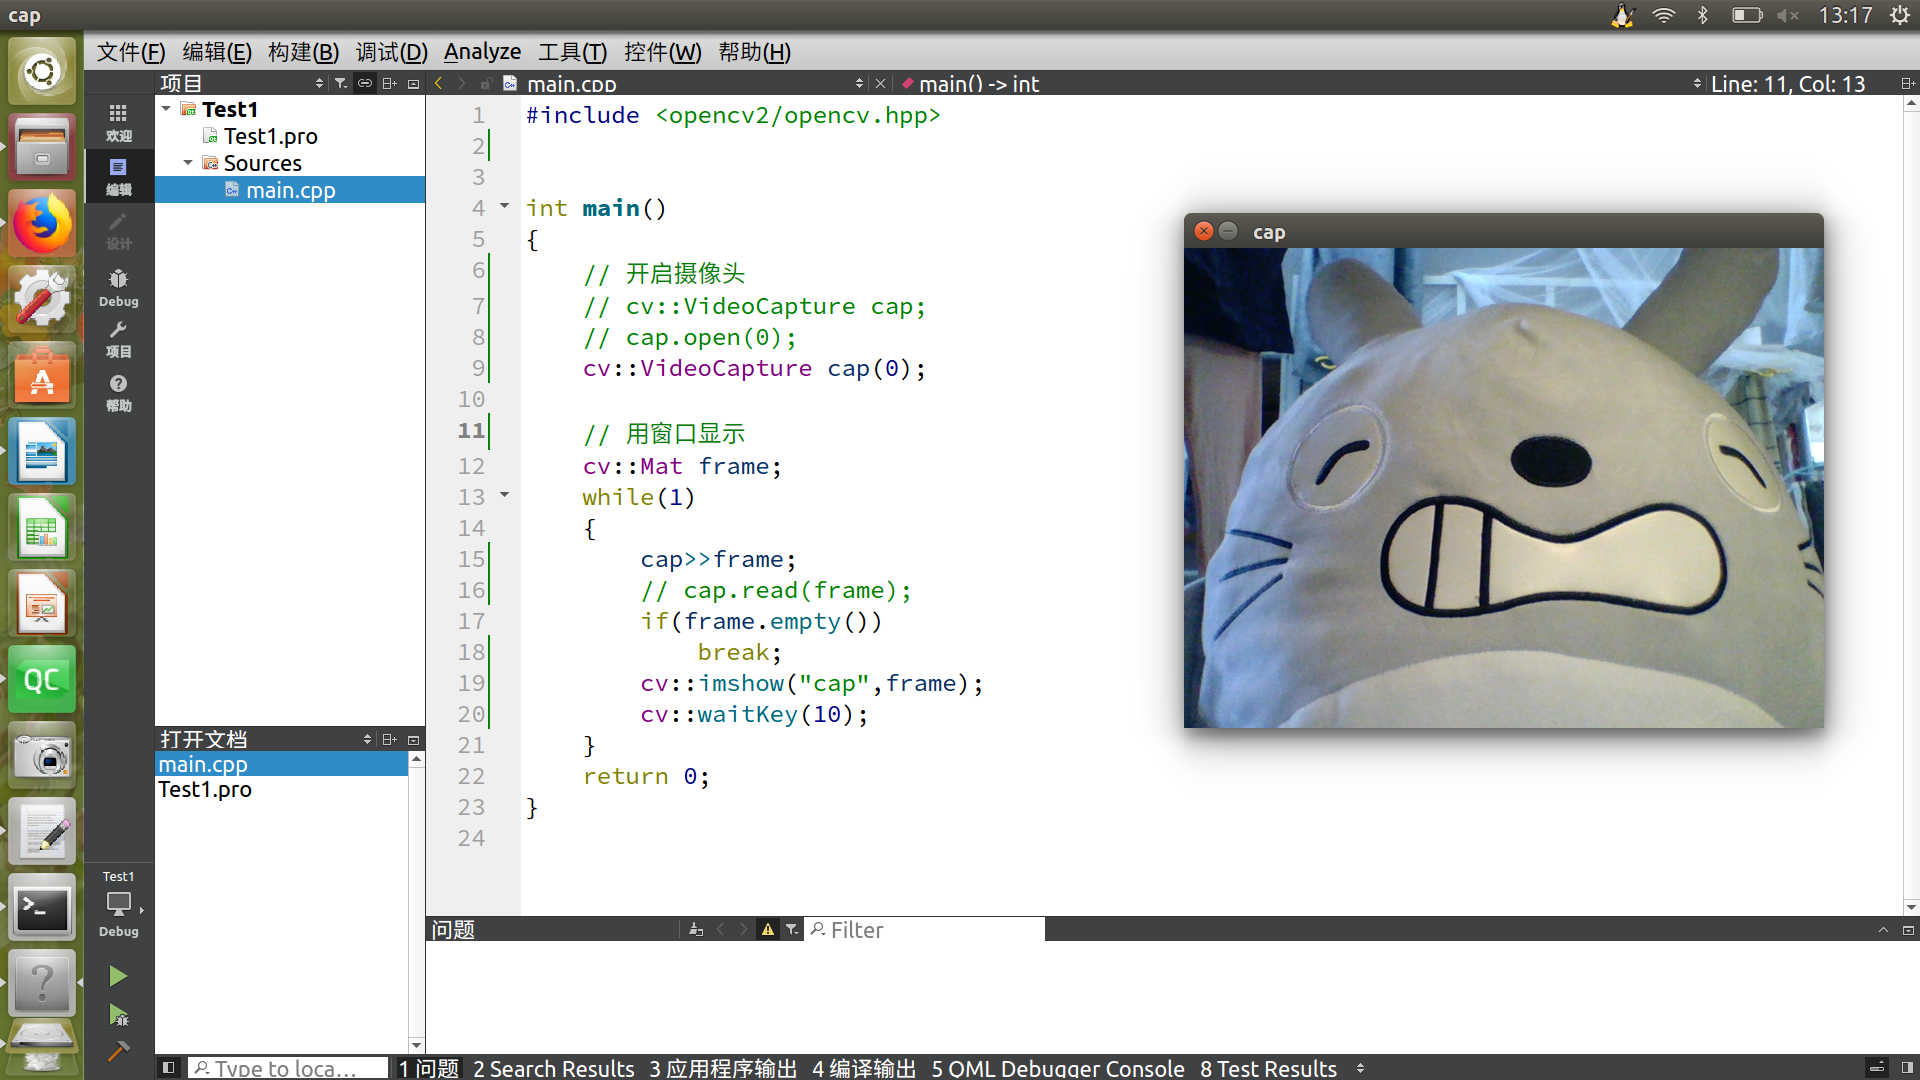 cap
13:17
文件(F) 编辑(E) 构建(B) 调试(D) Analyze 工具(T) 控件(W) 帮助(H)
项目
main.cpp
main() -> int
Line: 11, Col: 13
欢迎
编辑
设计
Debug
项目
帮助
Test1
Test1.pro
Sources
main.cpp
1 #include <opencv2/opencv.hpp>
2
3
4 int main()
5 {
6 // 开启摄像头
7 // cv::VideoCapture cap;
8 // cap.open(0);
9 cv::VideoCapture cap(0);
10
11 // 用窗口显示
12 cv::Mat frame;
13 while(1)
14 {
15 cap>>frame;
16 // cap.read(frame);
17 if(frame.empty())
18 break;
19 cv::imshow("cap",frame);
20 cv::waitKey(10);
21 }
22 return 0;
23 }
24
cap
QC
打开文档
main.cpp
Test1.pro
Test1
Debug
问题
Filter
Type to loca...
1 问题 2 Search Results 3 应用程序输出 4 编译输出 5 QML Debugger Console 8 Test Results